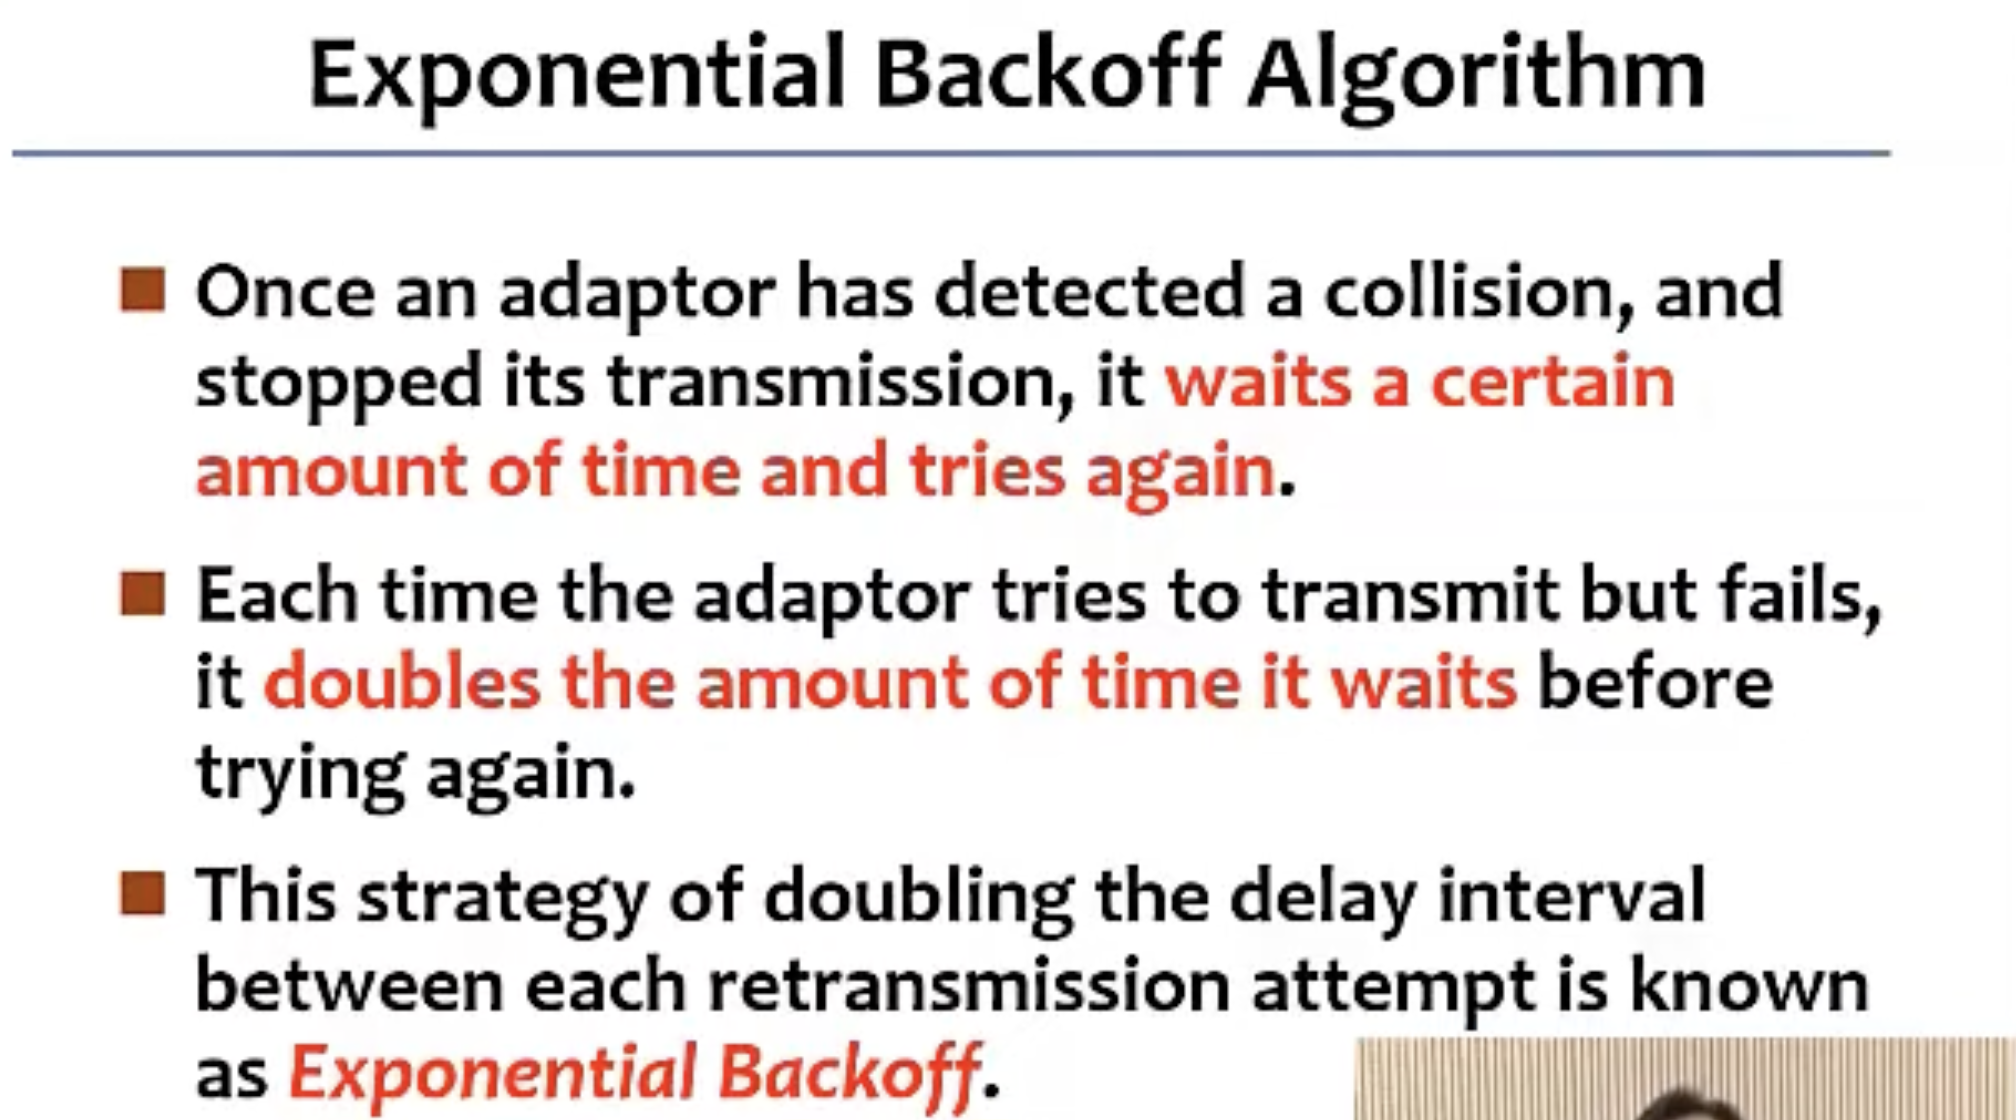 Exponential Backoff Algorithm
Once an adaptor has detected a collision, and
stopped its transmission, it waits a certain
amount of time and tries again.
Each time the adaptor tries to transmit but fails,
it doubles the amount of time it waits before
trying again.
This strategy of doubling the delay interval
between each retransmission attempt is known
as Exponential Backoff.